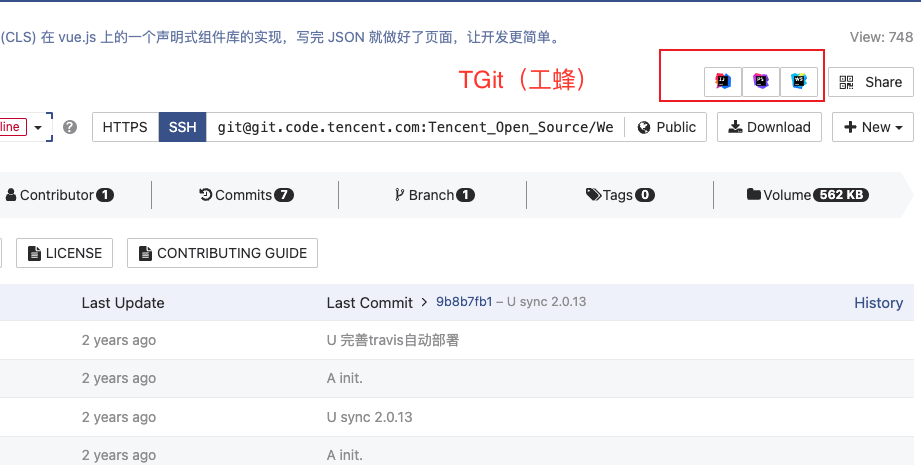 (CLS) 在 vue.js 上的一个声明式组件库的实现，写完 JSON 就做好了页面，让开发更简单。
View: 748
TGit（工蜂）
IJ
PS
WS
Share
line
?
HTTPS
SSH
git@git.code.tencent.com:Tencent_Open_Source/We
Public
Download
New
Contributor 1
Commits 7
Branch 1
Tags 0
Volume 562 KB
LICENSE
CONTRIBUTING GUIDE
Last Update
Last Commit > 9b8b7fb1 – U sync 2.0.13
History
2 years ago
U 完善travis自动部署
2 years ago
A init.
2 years ago
U sync 2.0.13
2 years ago
A init.